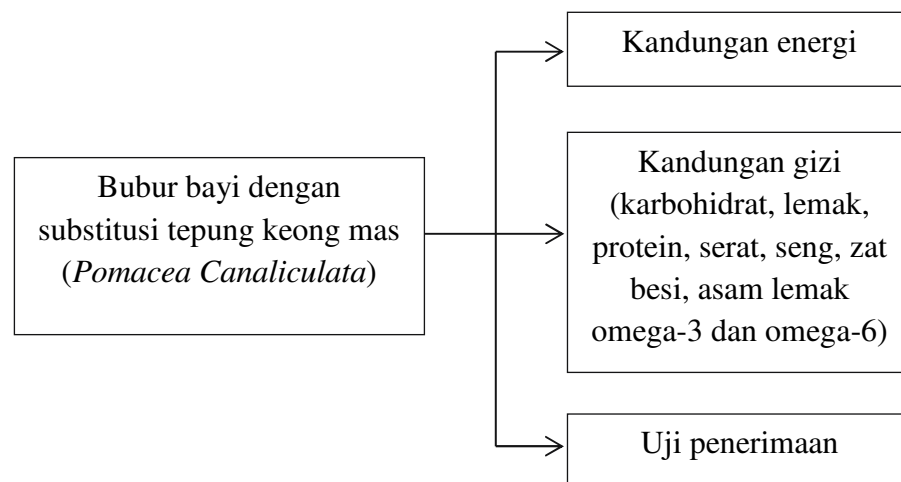 Kandungan energi
Bubur bayi dengan
substitusi tepung keong mas
(Pomacea Canaliculata)
Kandungan gizi
(karbohidrat, lemak,
protein, serat, seng, zat
besi, asam lemak
omega-3 dan omega-6)
Uji penerimaan